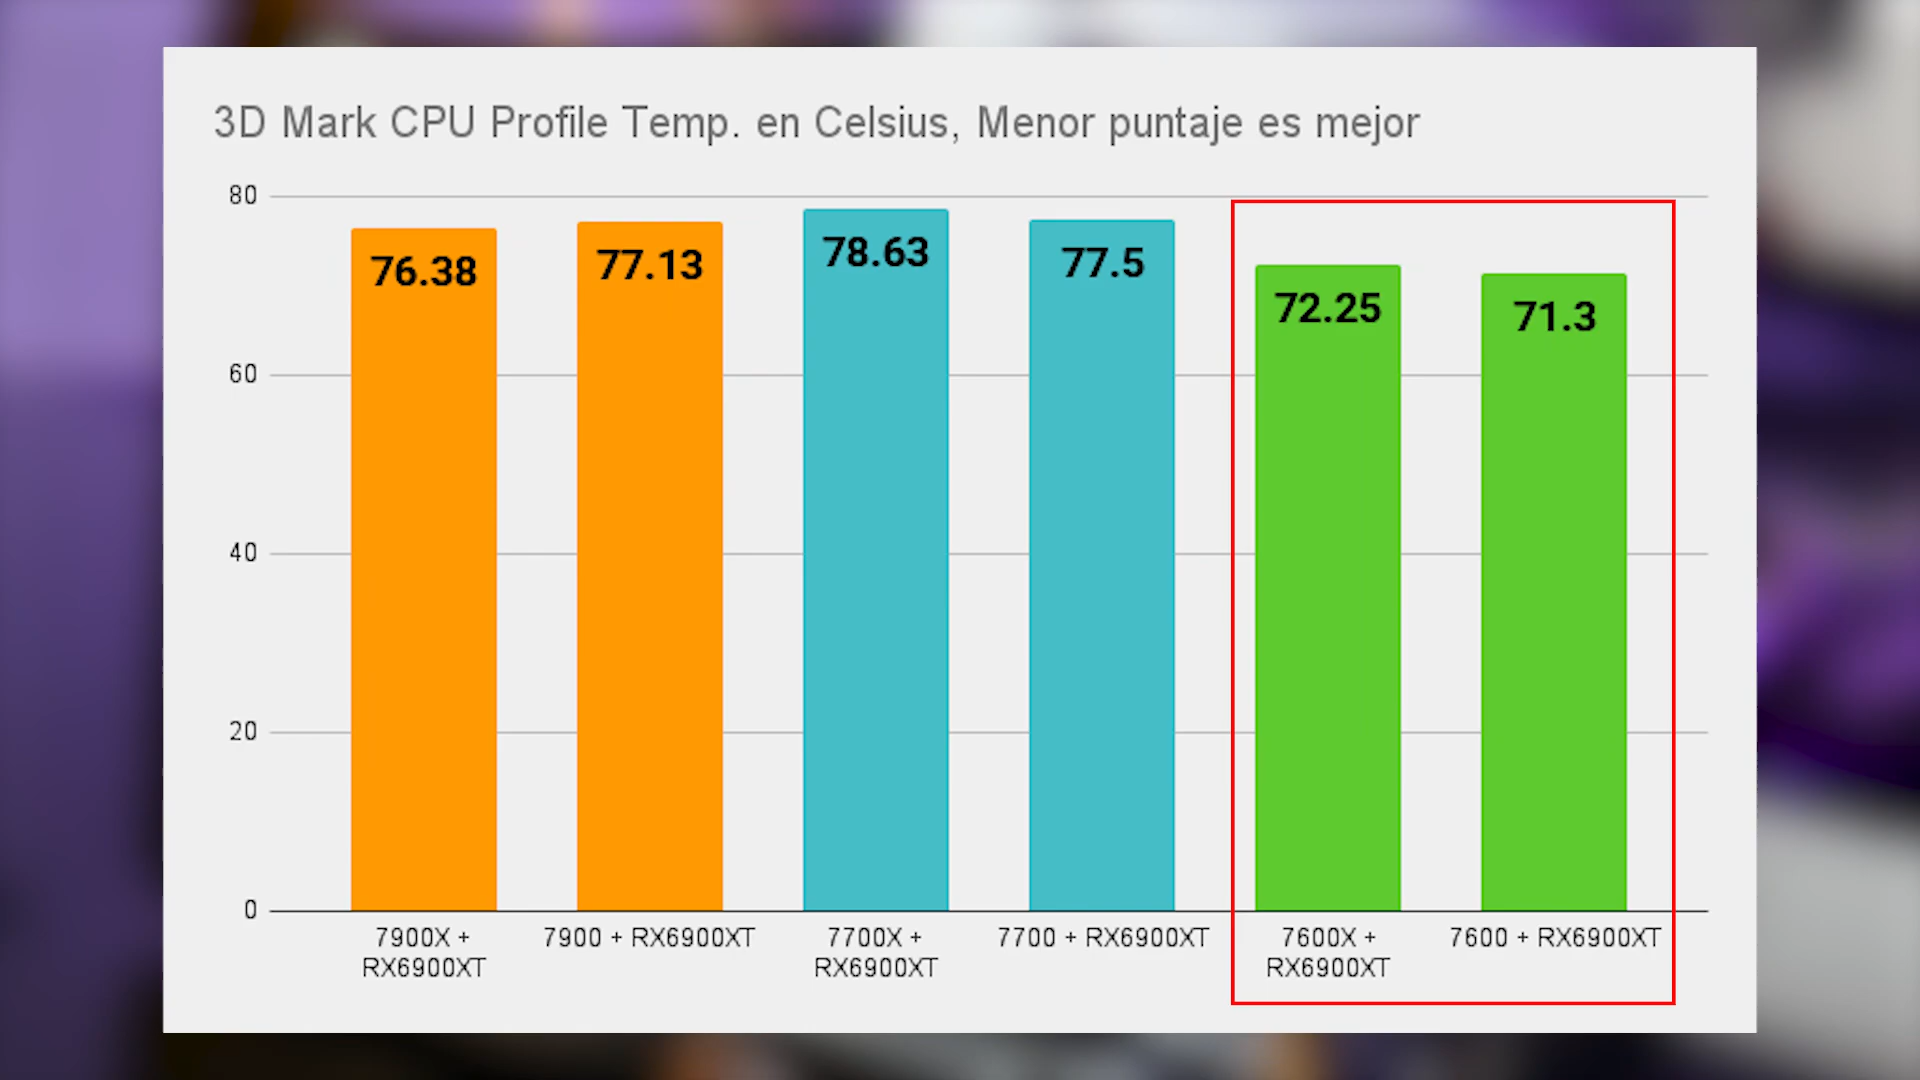 3D Mark CPU Profile Temp. en Celsius, Menor puntaje es mejor
80
60
40
20
0
76.38
77.13
78.63
77.5
72.25
71.3
7900X +
RX6900XT
7900 + RX6900XT
7700X +
RX6900XT
7700 + RX6900XT
7600X +
RX6900XT
7600 + RX6900XT